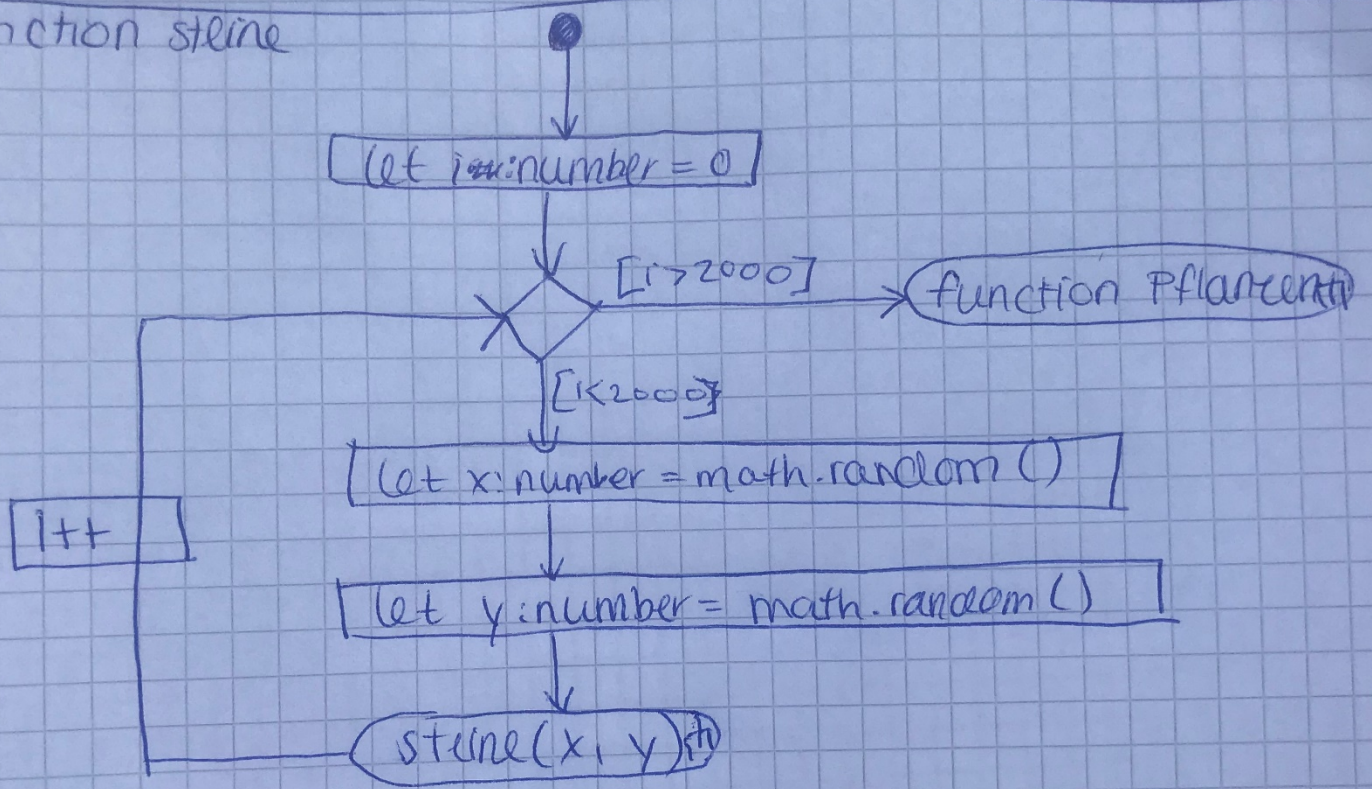 nction steine
let i:number = 0
[i>2000]
function Pflanzen
[i<2000]
let x:number = math.random ()
i++
let y:number = math.random ()
steine(x, y)